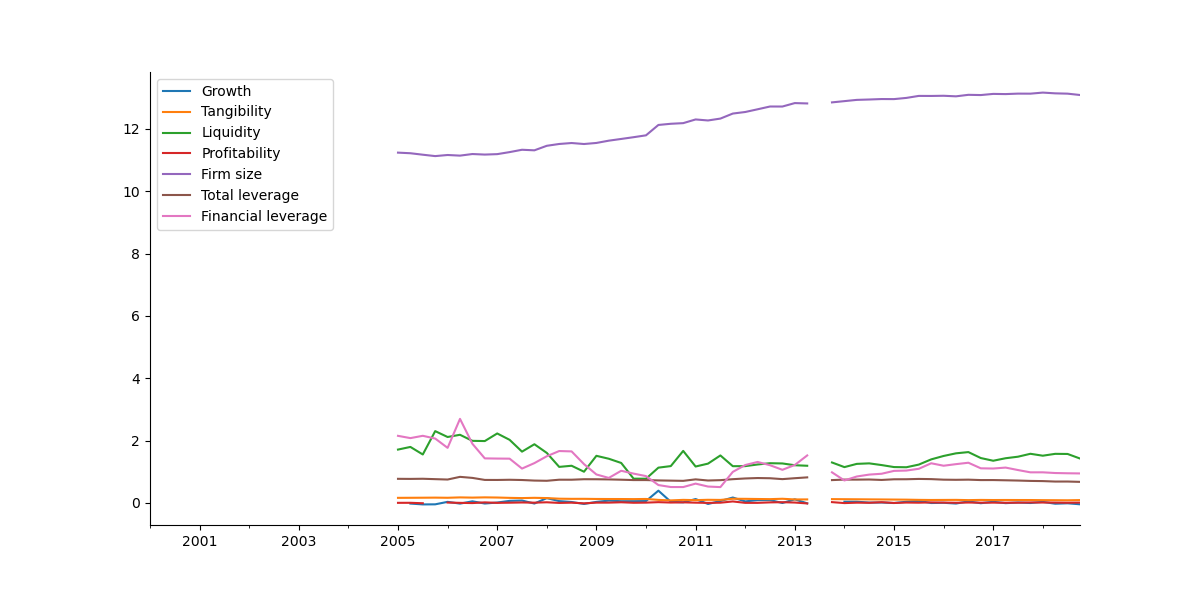 Growth
Tangibility
Liquidity
Profitability
Firm size
Total leverage
Financial leverage
12
10
8
6
4
2
0
2001 2003 2005 2007 2009 2011 2013 2015 2017